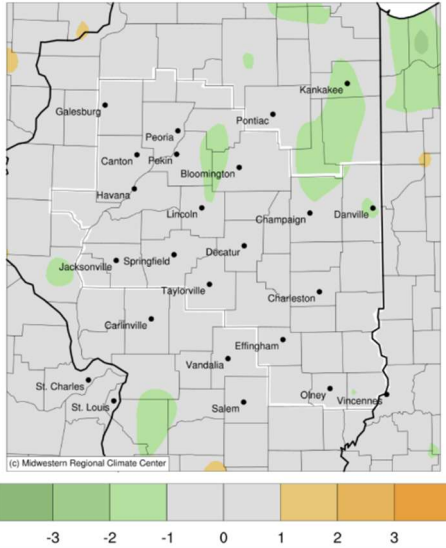 Kankakee
Galesburg
Pontiac
Peoria
Canton
Pekin
Bloomington
Havana
Lincoln
Champaign
Danville
Decatur
Jacksonville
Springfield
Taylorville
Charleston
Carlinville
Effingham
Vandalia
St. Charles
Olney
Vincennes
St. Louis
Salem
(c) Midwestern Regional Climate Center
-3 -2 -1 0 1 2 3